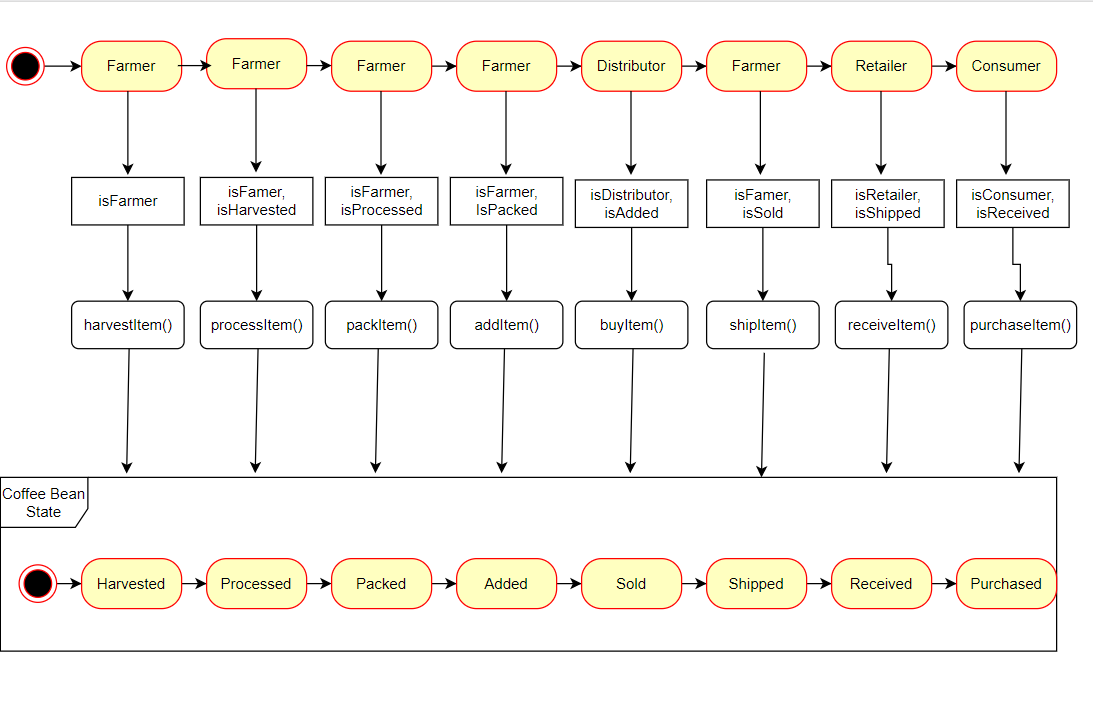 Farmer
Farmer
Farmer
Farmer
Distributor
Farmer
Retailer
Consumer
isFarmer
isFamer,
isHarvested
isFarmer,
isProcessed
isFarmer,
IsPacked
isDistributor,
isAdded
isFamer,
isSold
isRetailer,
isShipped
isConsumer,
isReceived
harvestItem()
processItem()
packItem()
addItem()
buyItem()
shipItem()
receiveItem()
purchaseItem()
Coffee Bean
State
Harvested
Processed
Packed
Added
Sold
Shipped
Received
Purchased